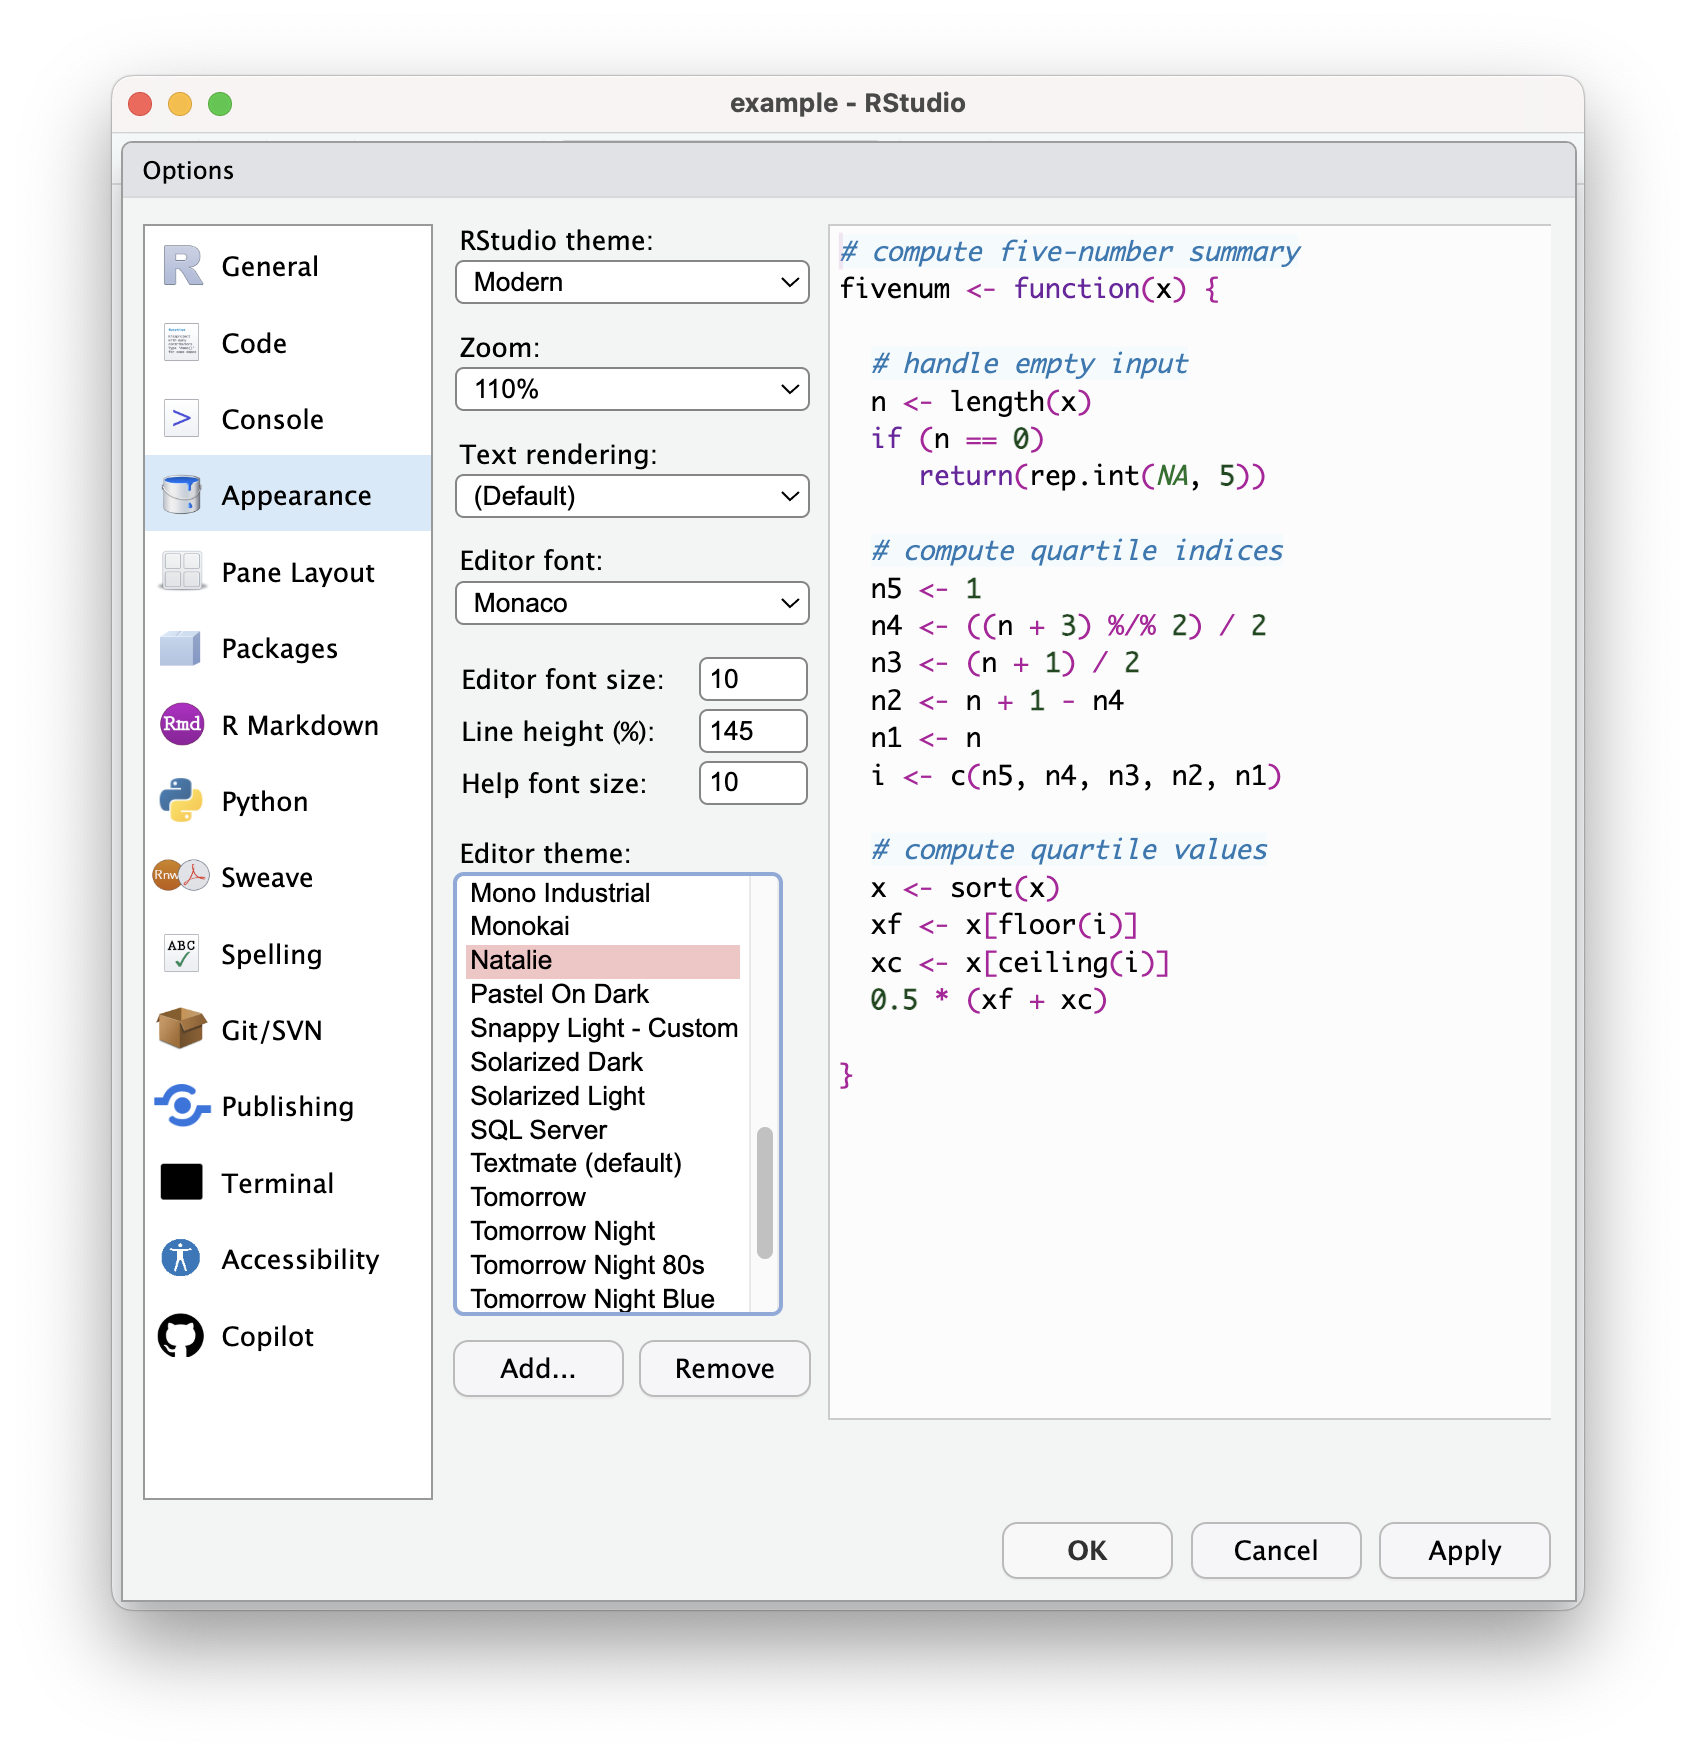 example - RStudio
Options
R General
Code
> Console
Appearance
Pane Layout
Packages
Rmd R Markdown
Python
Rnw Sweave
ABC Spelling
Git/SVN
Publishing
Terminal
Accessibility
Copilot
RStudio theme:
Modern
Zoom:
110%
Text rendering:
(Default)
Editor font:
Monaco
Editor font size: 10
Line height (%): 145
Help font size: 10
Editor theme:
Mono Industrial
Monokai
Natalie
Pastel On Dark
Snappy Light - Custom
Solarized Dark
Solarized Light
SQL Server
Textmate (default)
Tomorrow
Tomorrow Night
Tomorrow Night 80s
Tomorrow Night Blue
Add...
Remove
# compute five-number summary
fivenum <- function(x) {
  # handle empty input
  n <- length(x)
  if (n == 0)
     return(rep.int(NA, 5))
  # compute quartile indices
  n5 <- 1
  n4 <- ((n + 3) %/% 2) / 2
  n3 <- (n + 1) / 2
  n2 <- n + 1 - n4
  n1 <- n
  i <- c(n5, n4, n3, n2, n1)
  # compute quartile values
  x <- sort(x)
  xf <- x[floor(i)]
  xc <- x[ceiling(i)]
  0.5 * (xf + xc)
}
OK
Cancel
Apply